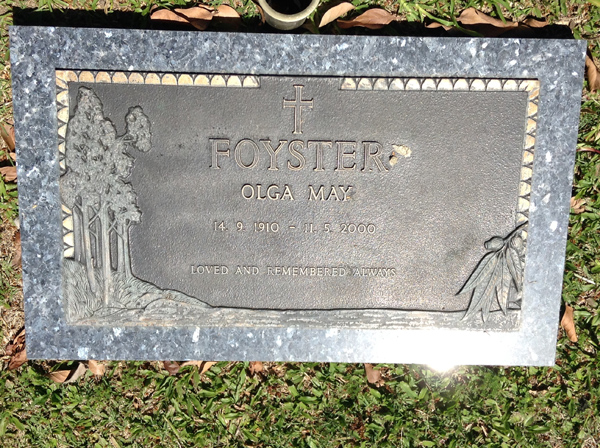 FOYSTER
OLGA MAY
14. 9. 1910 - 11. 5. 2000
LOVED AND REMEMBERED ALWAYS